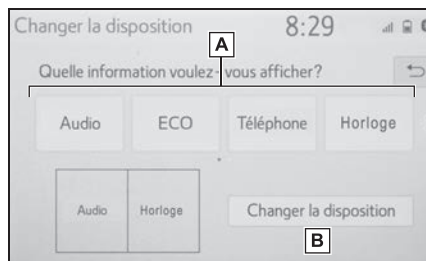 Changer la disposition 8:29
A
Quelle information voulez-vous afficher?
Audio ECO Téléphone Horloge
Audio Horloge Changer la disposition
B